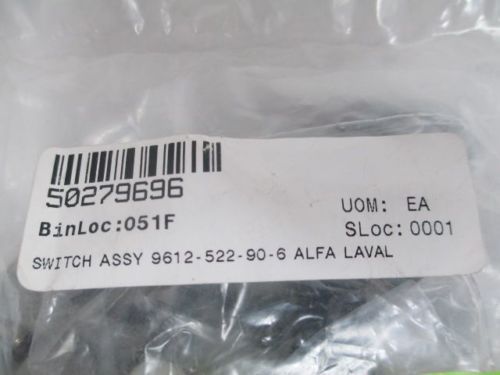 50279696
BinLoc:051F
UOM: EA
SLoc:0001
SWITCH ASSY 9612-522-90-6 ALFA LAVAL